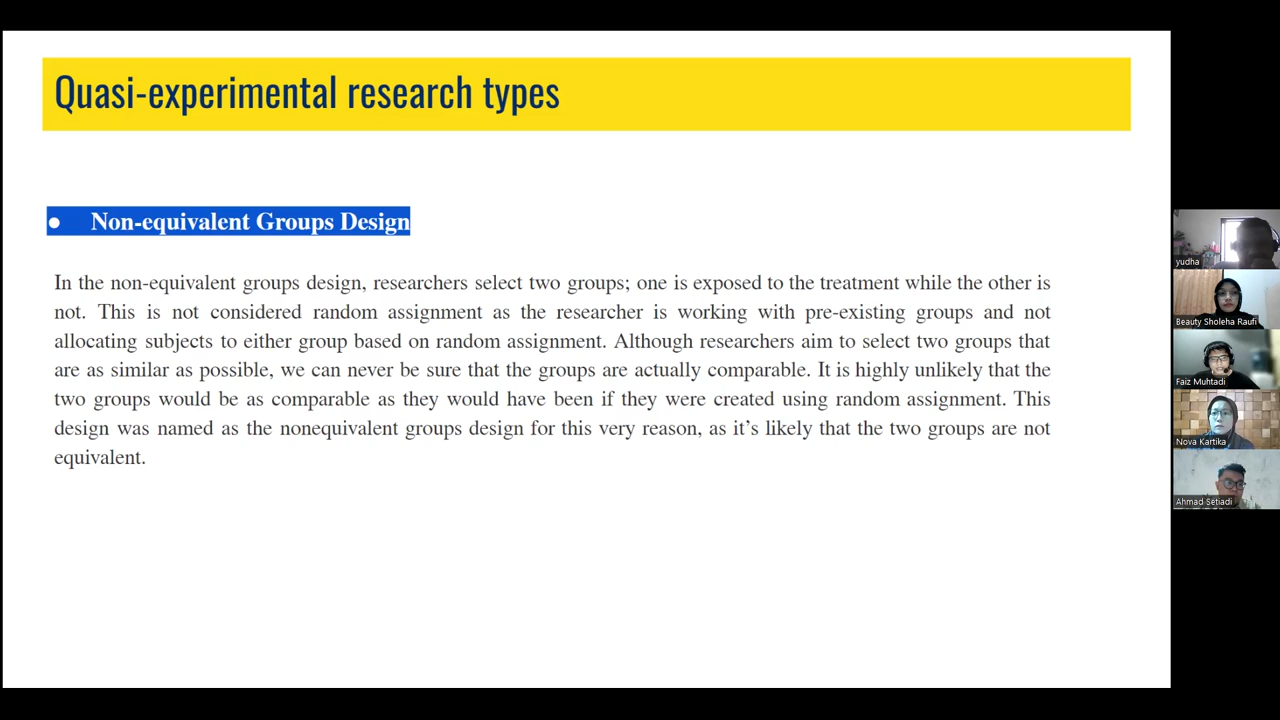 Quasi-experimental research types
● Non-equivalent Groups Design
In the non-equivalent groups design, researchers select two groups; one is exposed to the treatment while the other is
not. This is not considered random assignment as the researcher is working with pre-existing groups and not
allocating subjects to either group based on random assignment. Although researchers aim to select two groups that
are as similar as possible, we can never be sure that the groups are actually comparable. It is highly unlikely that the
two groups would be as comparable as they would have been if they were created using random assignment. This
design was named as the nonequivalent groups design for this very reason, as it’s likely that the two groups are not
equivalent.
yudha
Beauty Sholeha Raufi
Faiz Muhtadi
Nova Kartika
Ahmad Setiadi